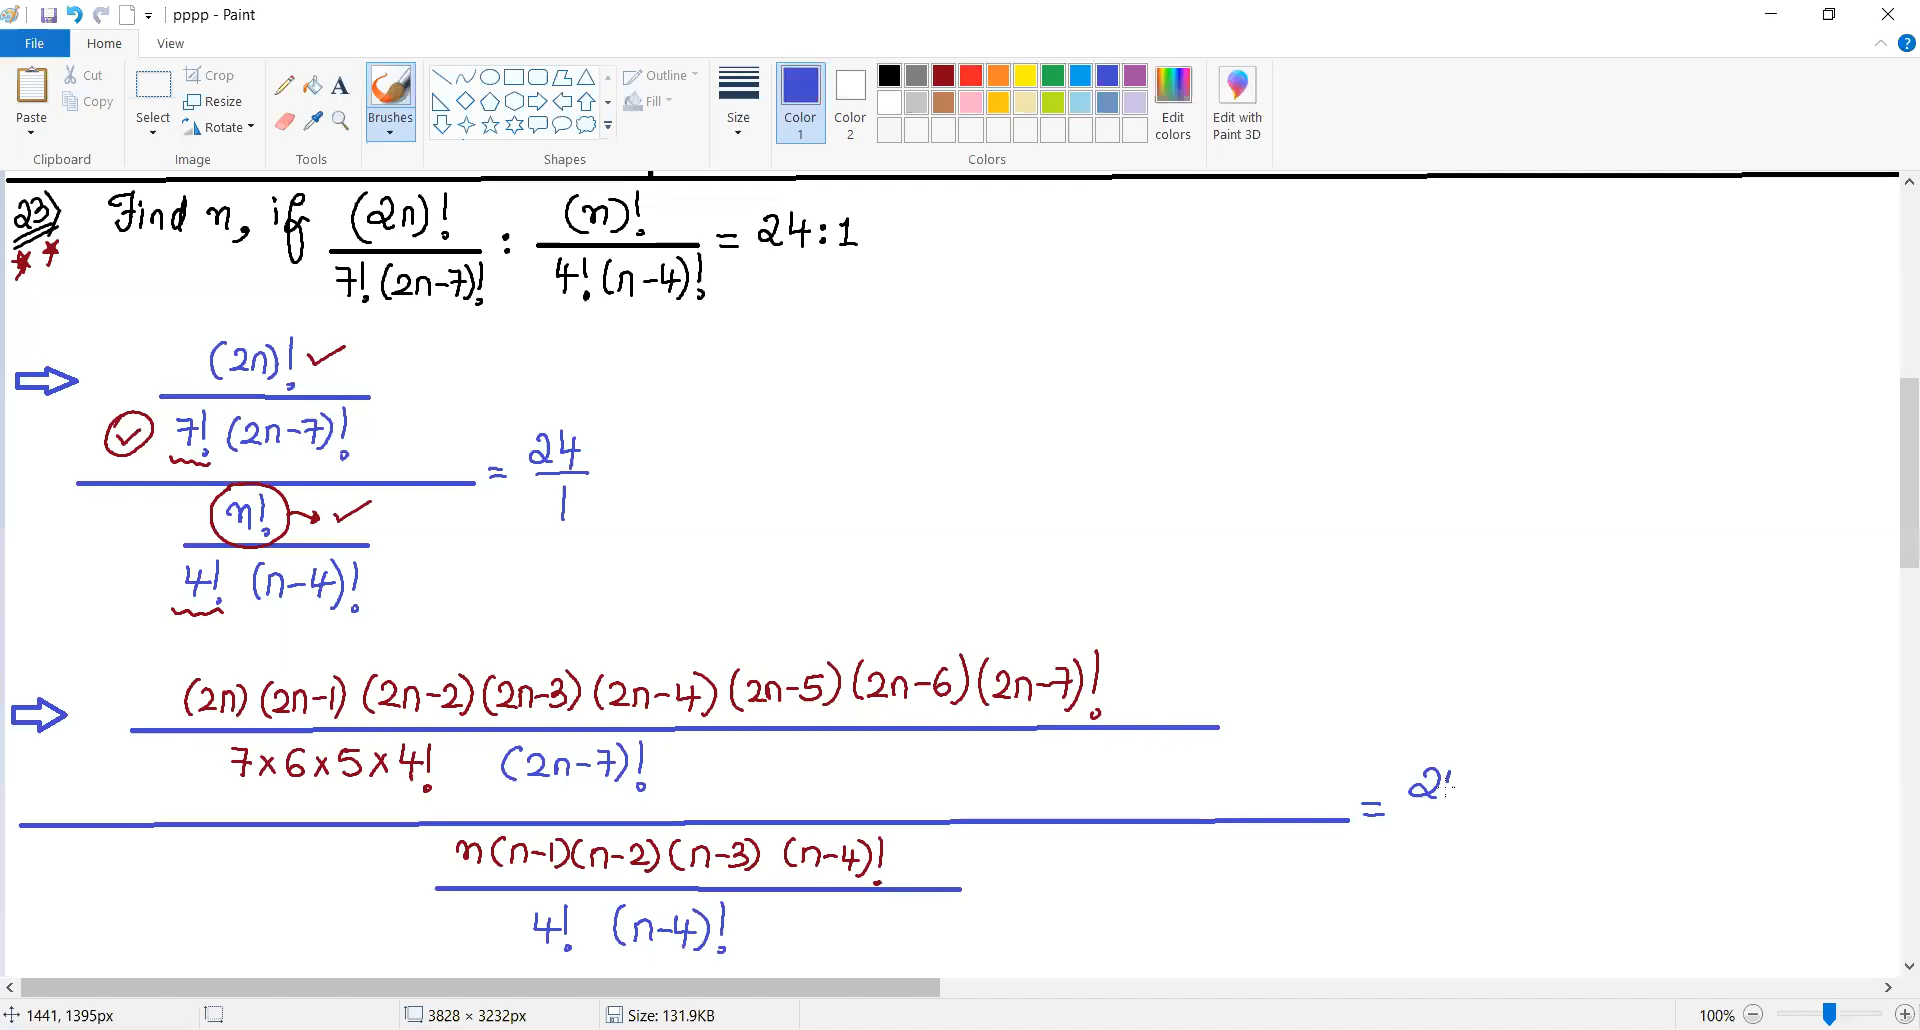 pppp - Paint
File Home View
Paste Cut Copy Clipboard
Select Crop Resize Rotate Image
Tools
Brushes
Shapes Outline Fill
Size
Color 1 Color 2 Colors Edit colors Edit with Paint 3D
23) Find n, if (2n)! / 7! (2n-7)! : (n)! / 4! (n-4)! = 24:1
(2n)! ✓
✓ 7! (2n-7)!
= 24 / 1
n! → ✓
4! (n-4)!
(2n) (2n-1) (2n-2) (2n-3) (2n-4) (2n-5) (2n-6) (2n-7)!
7×6×5×4! (2n-7)!
=
n(n-1)(n-2)(n-3) (n-4)!
4! (n-4)!
1441, 1395px 3828 × 3232px Size: 131.9KB 100%